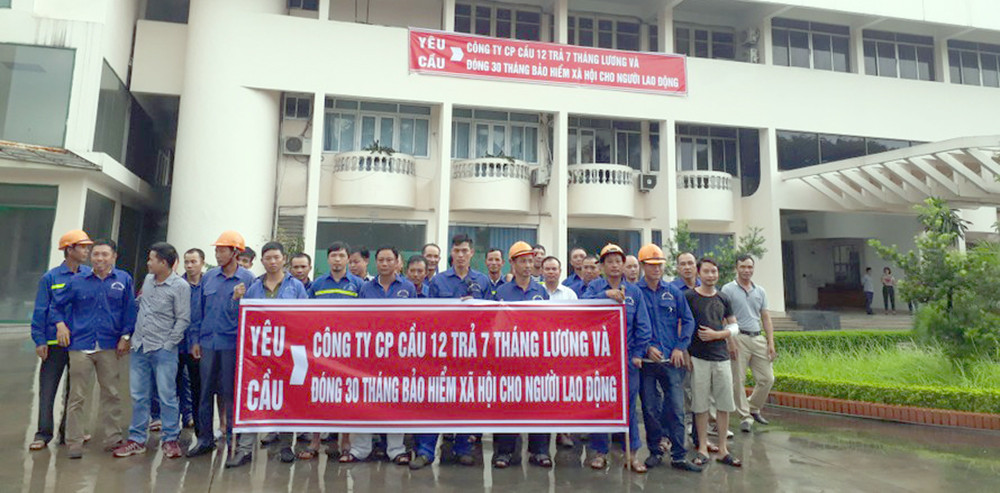 YÊU
CẦU
CÔNG TY CP CẦU 12 TRẢ 7 THÁNG LƯƠNG VÀ
ĐÓNG 30 THÁNG BẢO HIỂM XÃ HỘI CHO NGƯỜI LAO ĐỘNG
YÊU
CẦU
CÔNG TY CP CẦU 12 TRẢ 7 THÁNG LƯƠNG VÀ
ĐÓNG 30 THÁNG BẢO HIỂM XÃ HỘI CHO NGƯỜI LAO ĐỘNG